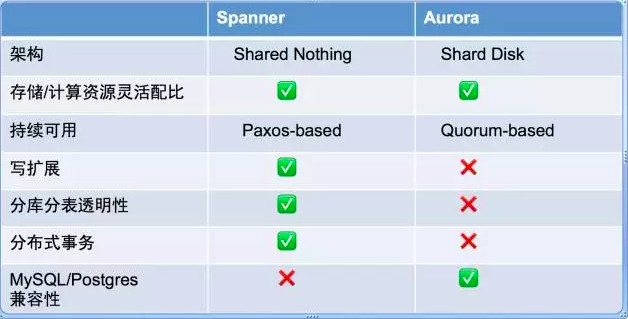 Spanner Aurora
架构 Shared Nothing Shard Disk
存储/计算资源灵活配比 ✅ ✅
持续可用 Paxos-based Quorum-based
写扩展 ✅ ❌
分库分表透明性 ✅ ❌
分布式事务 ✅ ❌
MySQL/Postgres
兼容性 ❌ ✅